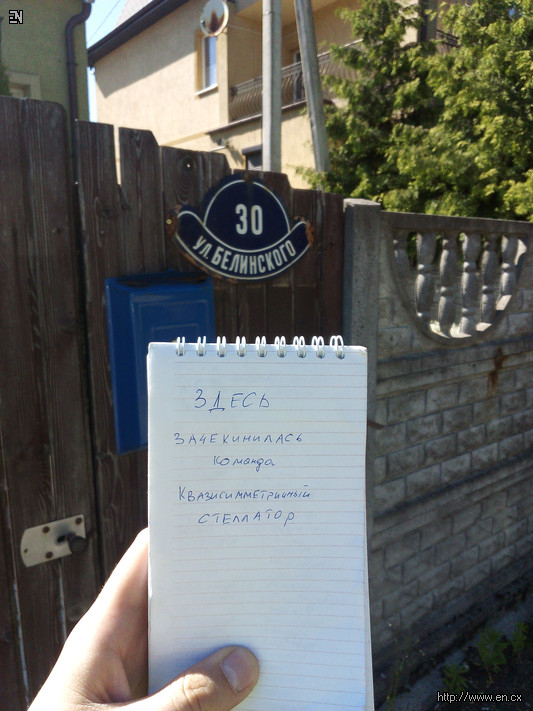 EN
30
УЛ. БЕЛИНСКОГО
ЗДЕСЬ
ЗАЧЕКИНИЛАСЬ
команда
КВАЗИСИММЕТРИЧНЫЙ
СТЕЛЛАТОР
http://www.en.cx